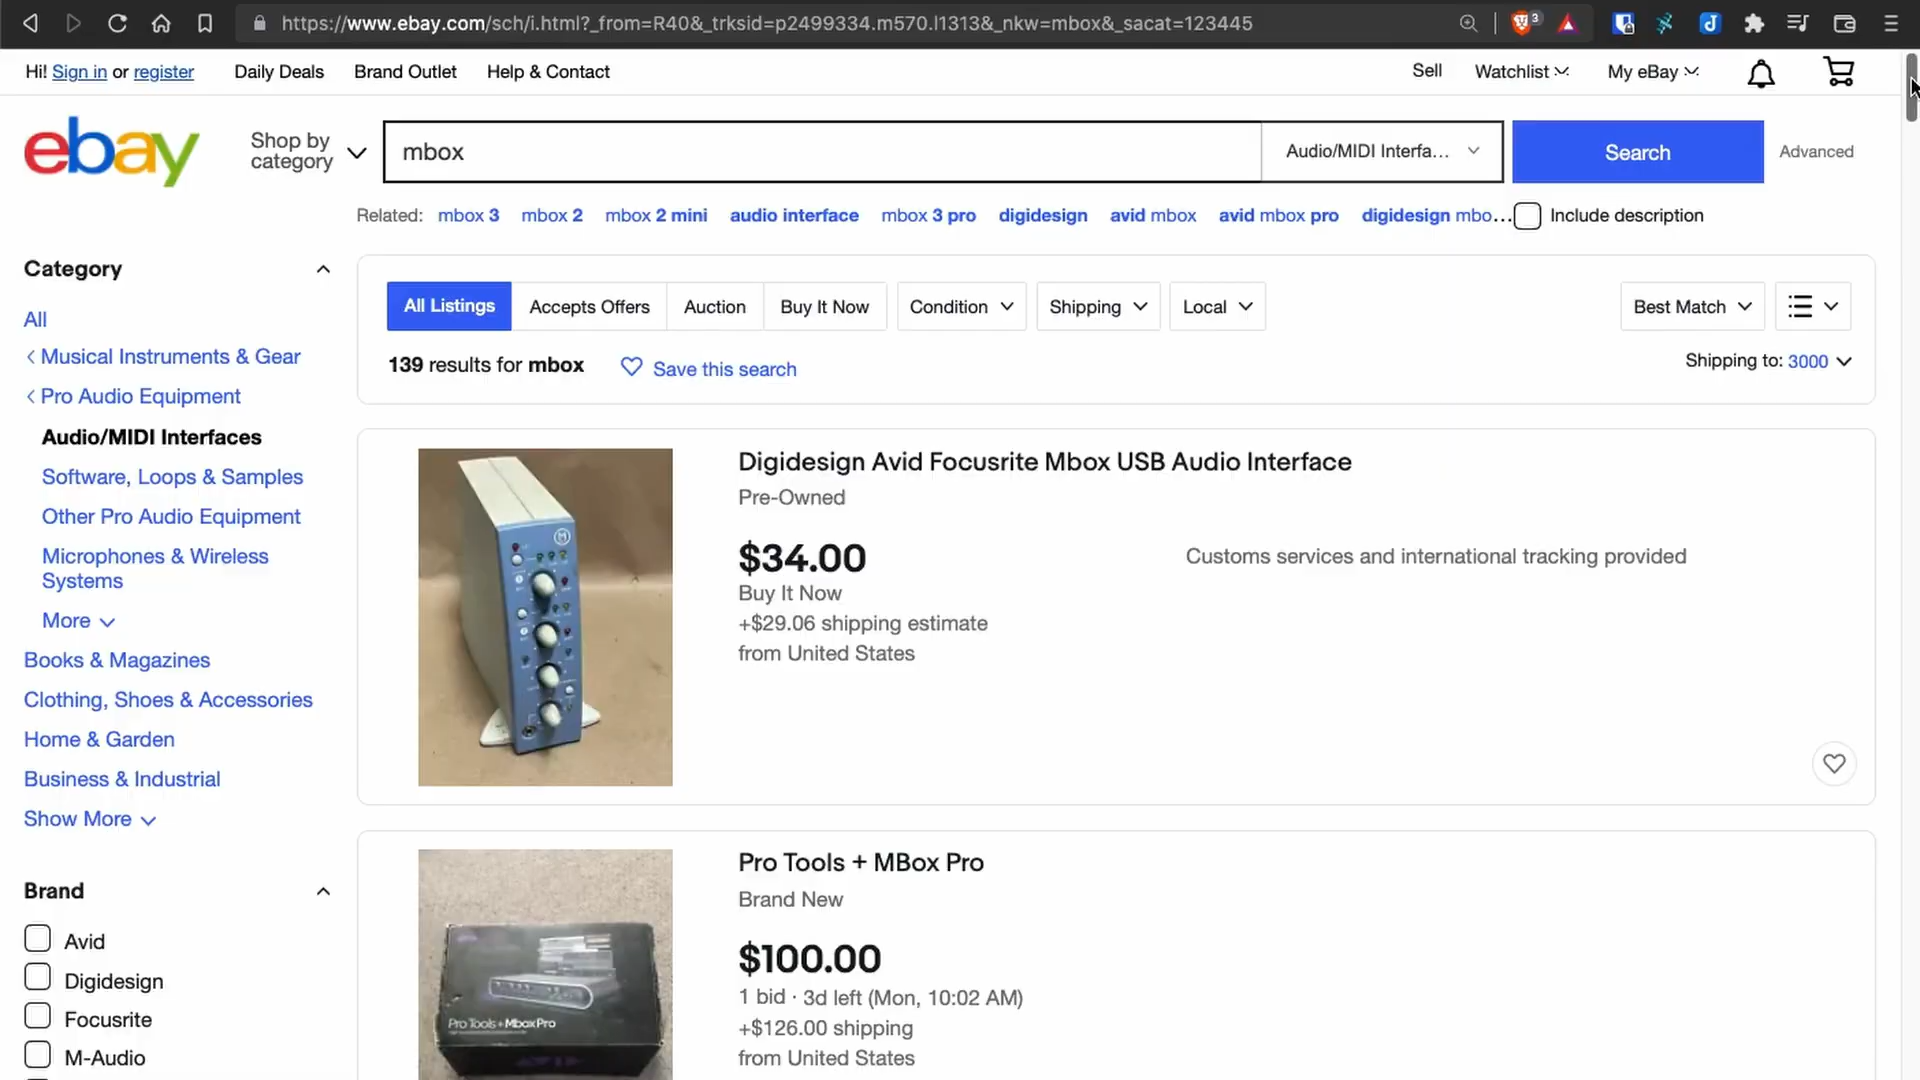 https://www.ebay.com/sch/i.html?_from=R40&_trksid=p2499334.m570.l1313&_nkw=mbox&_sacat=123445
3
Hi! Sign in or register
Daily Deals
Brand Outlet
Help & Contact
Sell
Watchlist
My eBay
ebay
Shop by
category
mbox
Audio/MIDI Interfa...
Search
Advanced
Related: mbox 3 mbox 2 mbox 2 mini audio interface mbox 3 pro digidesign avid mbox avid mbox pro digidesign mbo...
Include description
Category
All
Musical Instruments & Gear
Pro Audio Equipment
Audio/MIDI Interfaces
Software, Loops & Samples
Other Pro Audio Equipment
Microphones & Wireless
Systems
More
Books & Magazines
Clothing, Shoes & Accessories
Home & Garden
Business & Industrial
Show More
Brand
Avid
Digidesign
Focusrite
M-Audio
All Listings
Accepts Offers
Auction
Buy It Now
Condition
Shipping
Local
Best Match
139 results for mbox
Save this search
Shipping to: 3000
Digidesign Avid Focusrite Mbox USB Audio Interface
Pre-Owned
$34.00
Buy It Now
+$29.06 shipping estimate
from United States
Customs services and international tracking provided
Pro Tools + MBox Pro
Brand New
$100.00
1 bid · 3d left (Mon, 10:02 AM)
+$126.00 shipping
from United States
Pro Tools + Mbox Pro